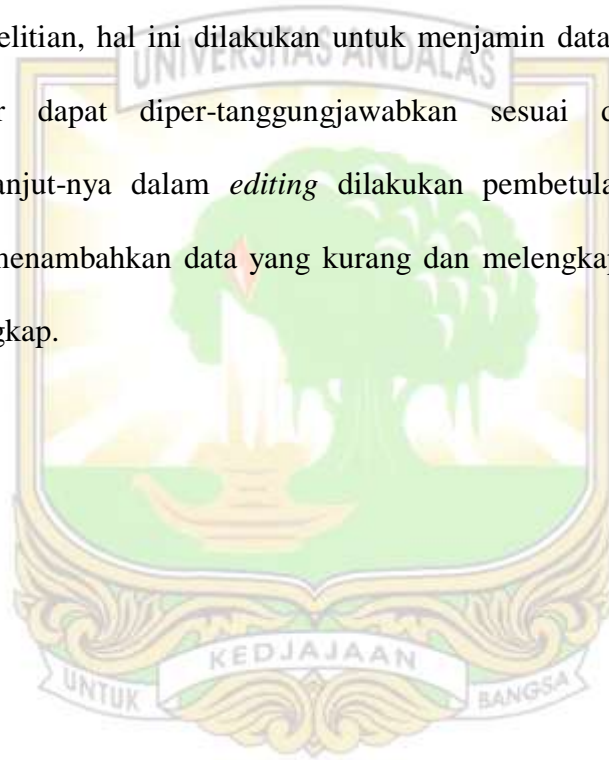 elitian, hal ini dilakukan untuk menjamin data
UNIVERSITAS ANDALAS
dapat diper-tanggungjawabkan sesuai
anjut-nya dalam editing dilakukan pembetula
menambahkan data yang kurang dan melengkap
gkap.
KEDJAJAAN
UNTUK
BANGSA